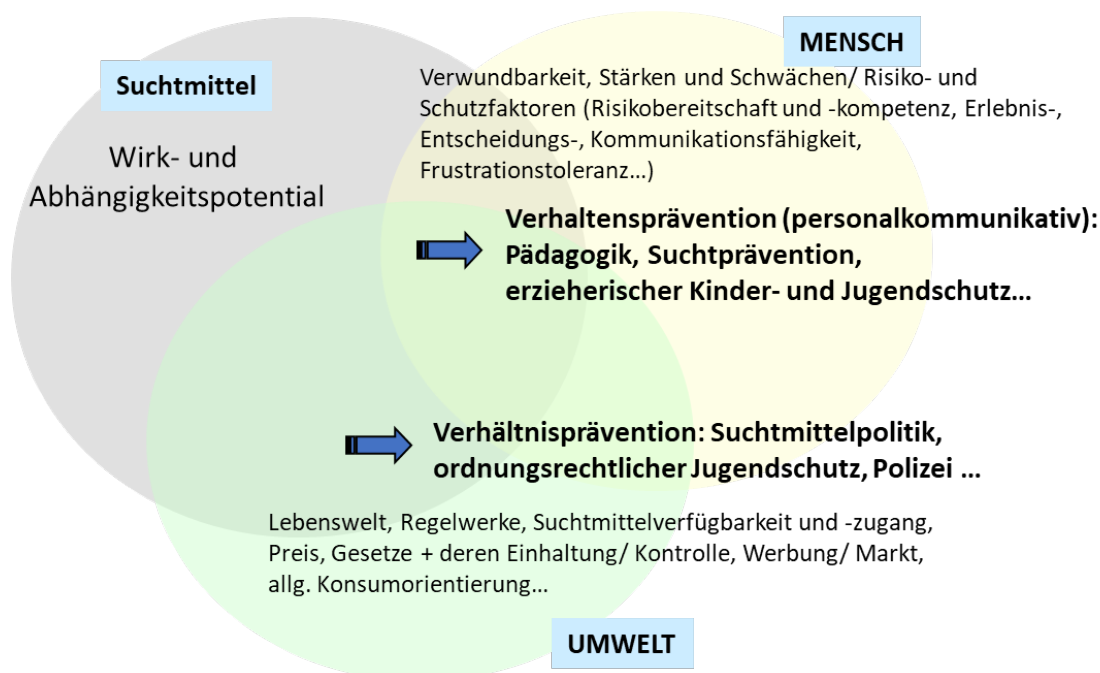 Suchtmittel
Wirk- und
Abhängigkeitspotential
MENSCH
Verwundbarkeit, Stärken und Schwächen/ Risiko- und
Schutzfaktoren (Risikobereitschaft und -kompetenz, Erlebnis-,
Entscheidungs-, Kommunikationsfähigkeit,
Frustrationstoleranz…)
Verhaltensprävention (personalkommunikativ):
Pädagogik, Suchtprävention,
erzieherischer Kinder- und Jugendschutz…
Verhältnisprävention: Suchtmittelpolitik,
ordnungsrechtlicher Jugendschutz, Polizei …
Lebenswelt, Regelwerke, Suchtmittelverfügbarkeit und -zugang,
Preis, Gesetze + deren Einhaltung/ Kontrolle, Werbung/ Markt,
allg. Konsumorientierung…
UMWELT